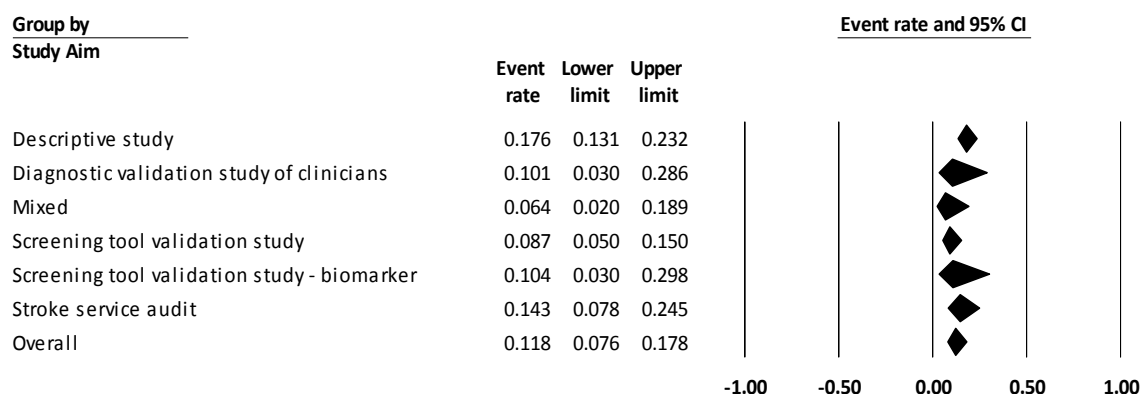 Group by
Study Aim
Event rate and 95% CI
Event Lower Upper
rate limit limit
Descriptive study 0.176 0.131 0.232
Diagnostic validation study of clinicians 0.101 0.030 0.286
Mixed 0.064 0.020 0.189
Screening tool validation study 0.087 0.050 0.150
Screening tool validation study - biomarker 0.104 0.030 0.298
Stroke service audit 0.143 0.078 0.245
Overall 0.118 0.076 0.178
-1.00 -0.50 0.00 0.50 1.00